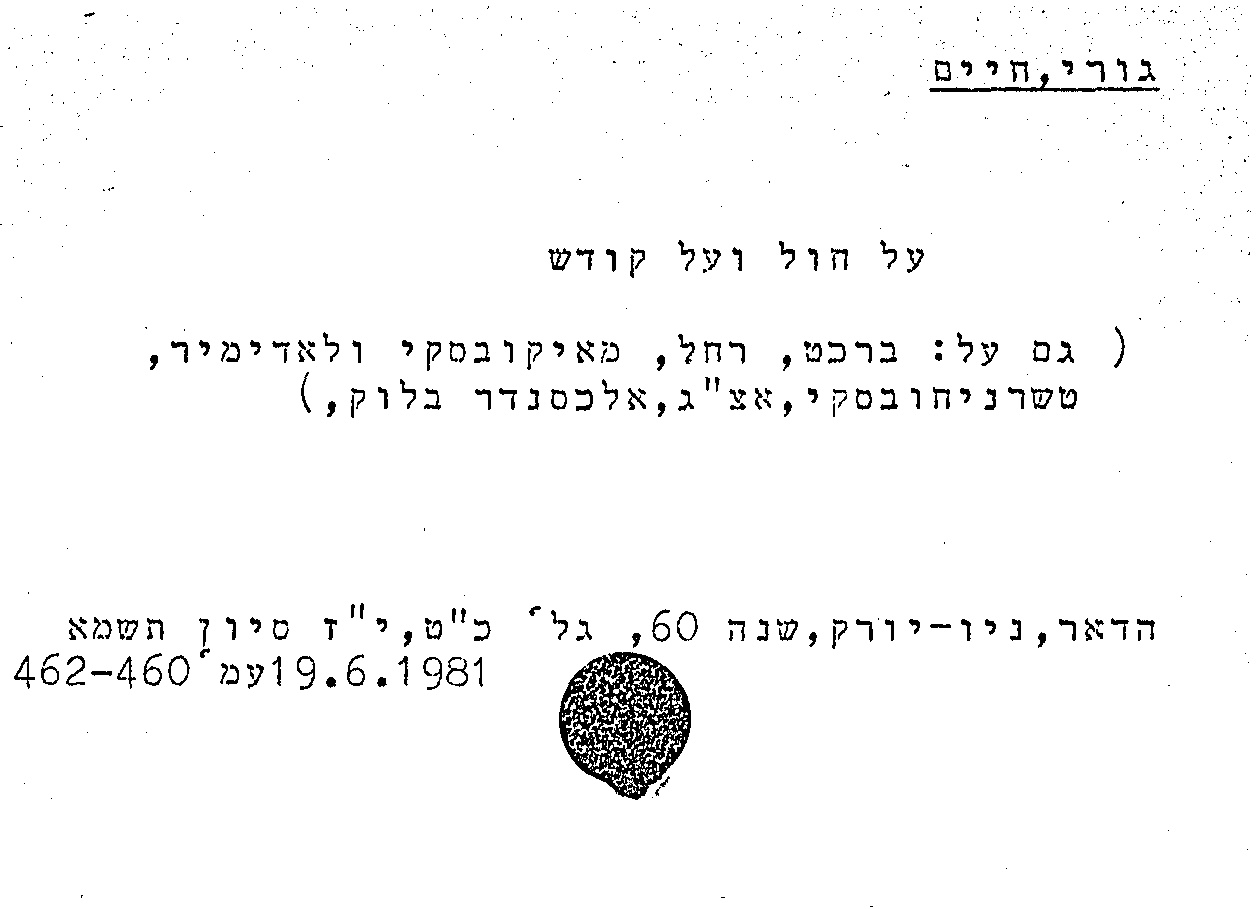 גורי,חיים
על חול ועל קודש
( גם על: ברכט, רחל, מאיקובסקי ולאדימיר,
טשרניחובסקי,אצ"ג,אלכסנדר בלוק,)
הדאר,ניו-יורק,שנה 60, גל' כ"ט,י"ז סיון תשמא
19.6.1981עמ' 462-460